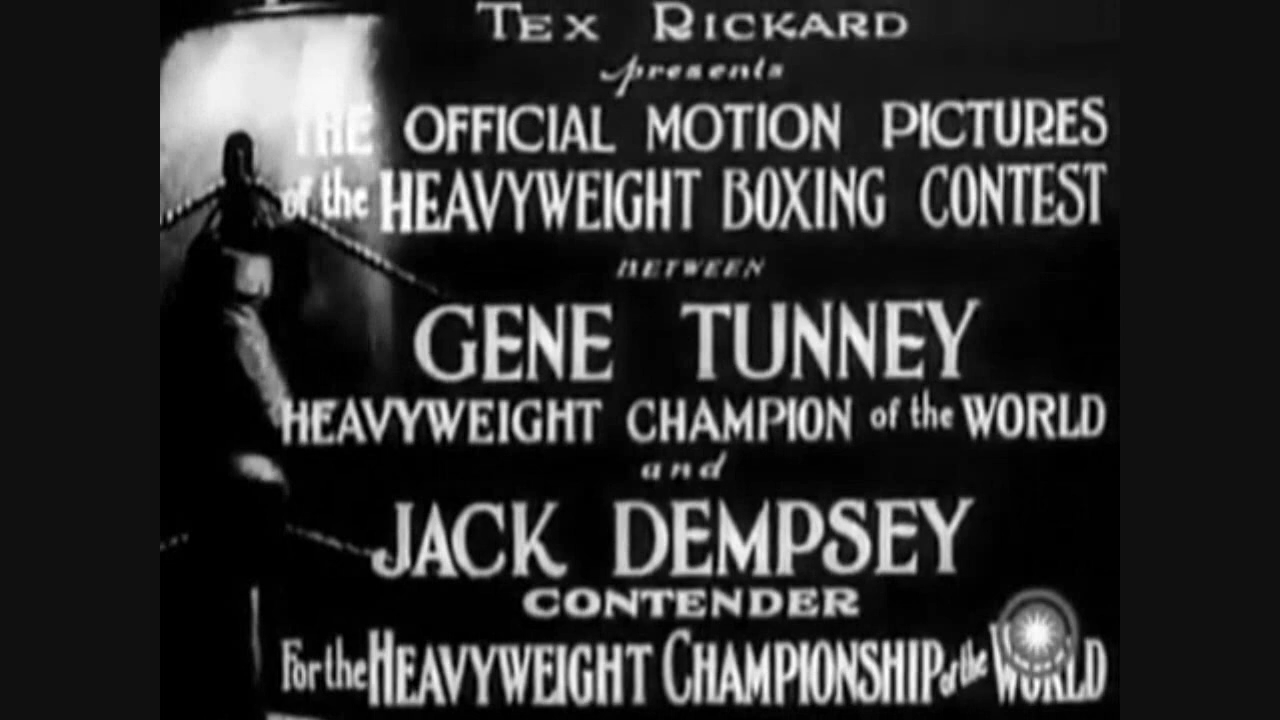 TEX RICKARD
presents
THE OFFICIAL MOTION PICTURES
of the HEAVYWEIGHT BOXING CONTEST
BETWEEN
GENE TUNNEY
HEAVYWEIGHT CHAMPION of the WORLD
and
JACK DEMPSEY
CONTENDER
For the HEAVYWEIGHT CHAMPIONSHIP of the WORLD